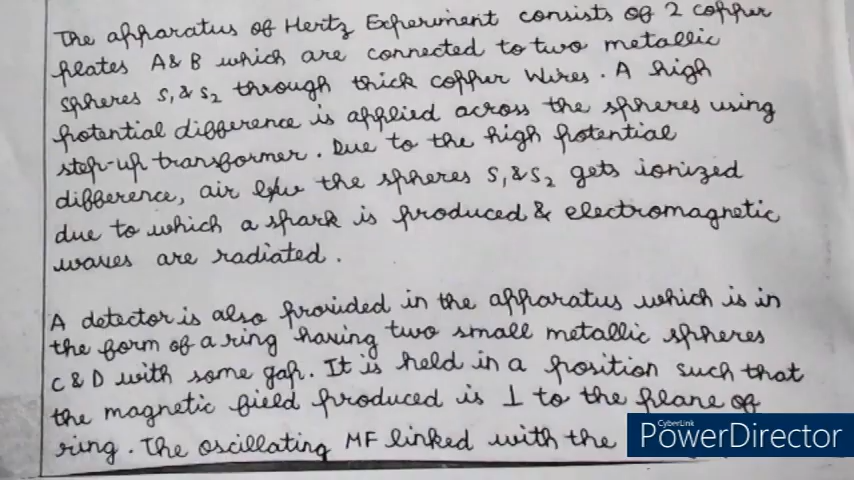 The apparatus of Hertz Experiment consists of 2 copper
plates A & B which are connected to two metallic
spheres S₁ & S₂ through thick copper wires. A high
potential difference is applied across the spheres using
step-up transformer. Due to the high potential
difference, air b/w the spheres S₁ & S₂ gets ionized
due to which a spark is produced & electromagnetic
waves are radiated.
A detector is also provided in the apparatus which is in
the form of a ring having two small metallic spheres
C & D with some gap. It is held in a position such that
the magnetic field produced is ⊥ to the plane of
ring. The oscillating MF linked with the
CyberLink
PowerDirector